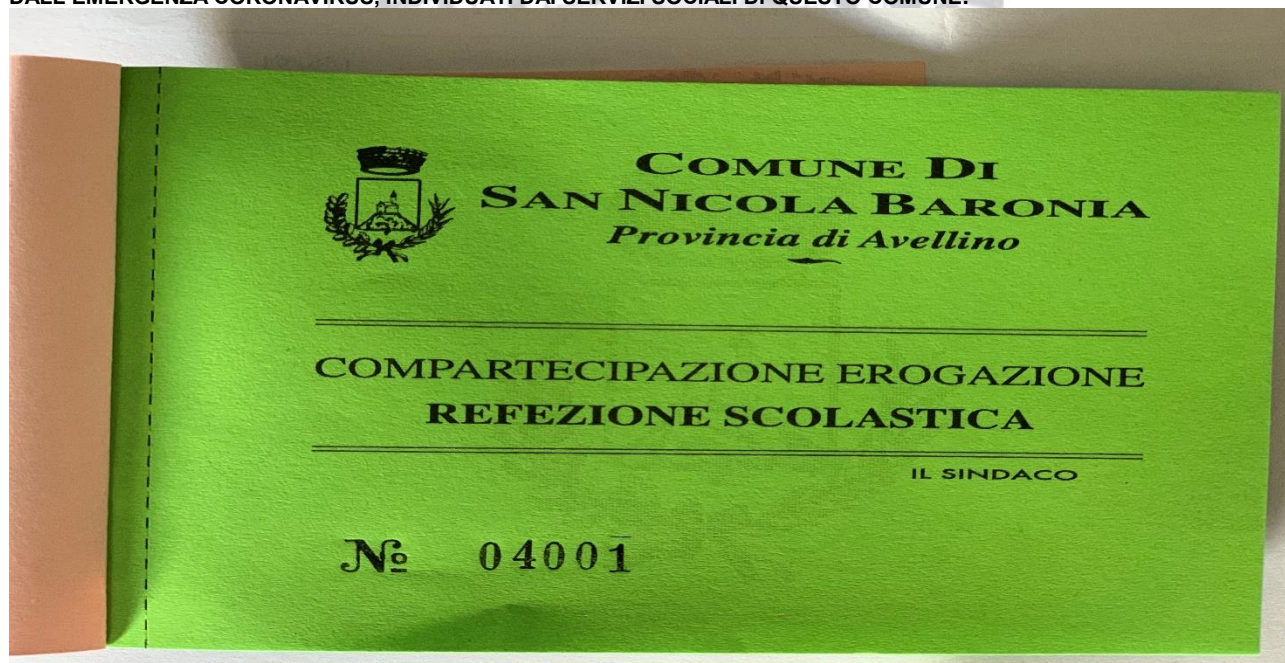 DALL'EMERGENZA CORONAVIRUS, INDIVIDUATI DAI SERVIZI SOCIALI DI QUESTO COMUNE:
COMUNE DI
SAN NICOLA BARONIA
Provincia di Avellino
COMPARTECIPAZIONE EROGAZIONE
REFEZIONE SCOLASTICA
IL SINDACO
№ 04001